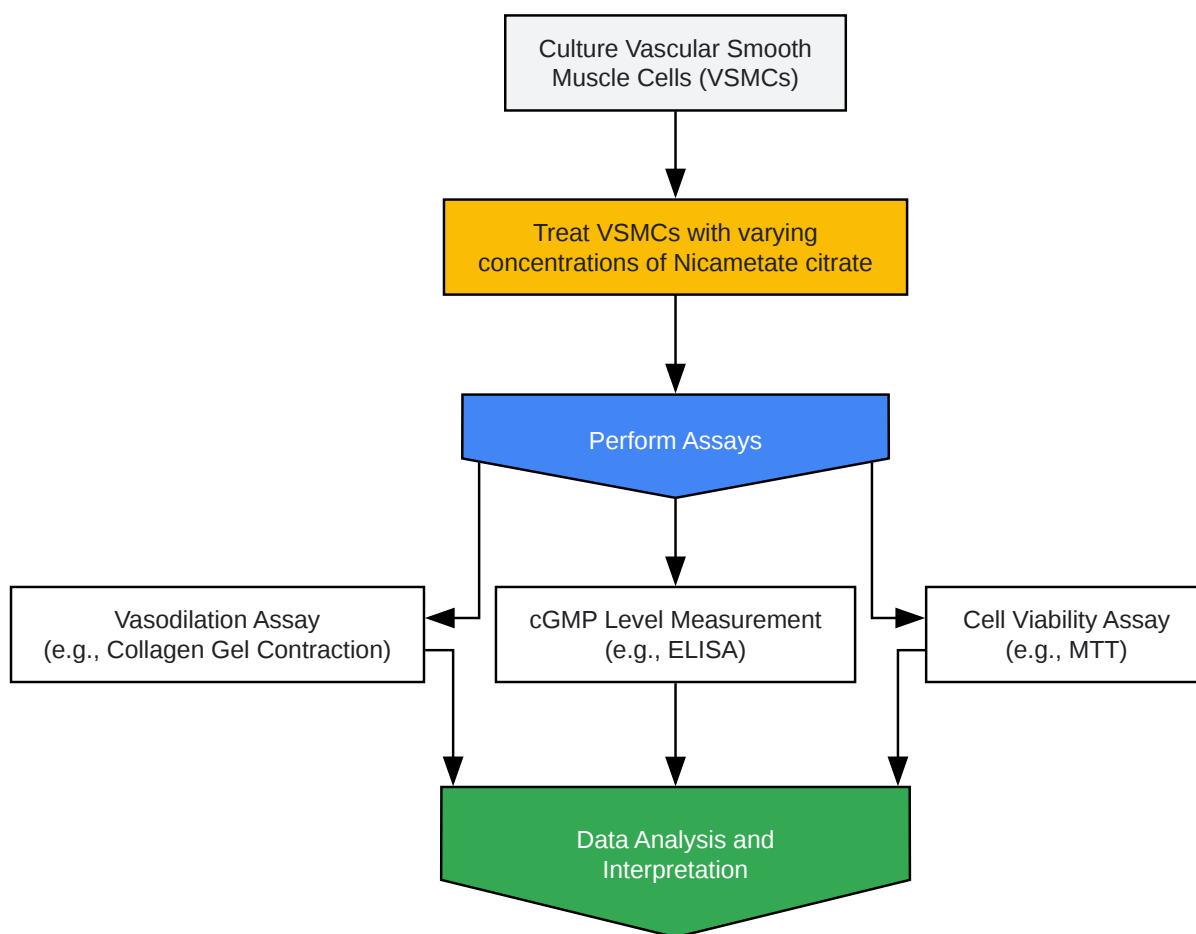 Culture Vascular Smooth
Muscle Cells (VSMCs)
Treat VSMCs with varying
concentrations of Nicametate citrate
Perform Assays
Vasodilation Assay
(e.g., Collagen Gel Contraction)
cGMP Level Measurement
(e.g., ELISA)
Cell Viability Assay
(e.g., MTT)
Data Analysis and
Interpretation